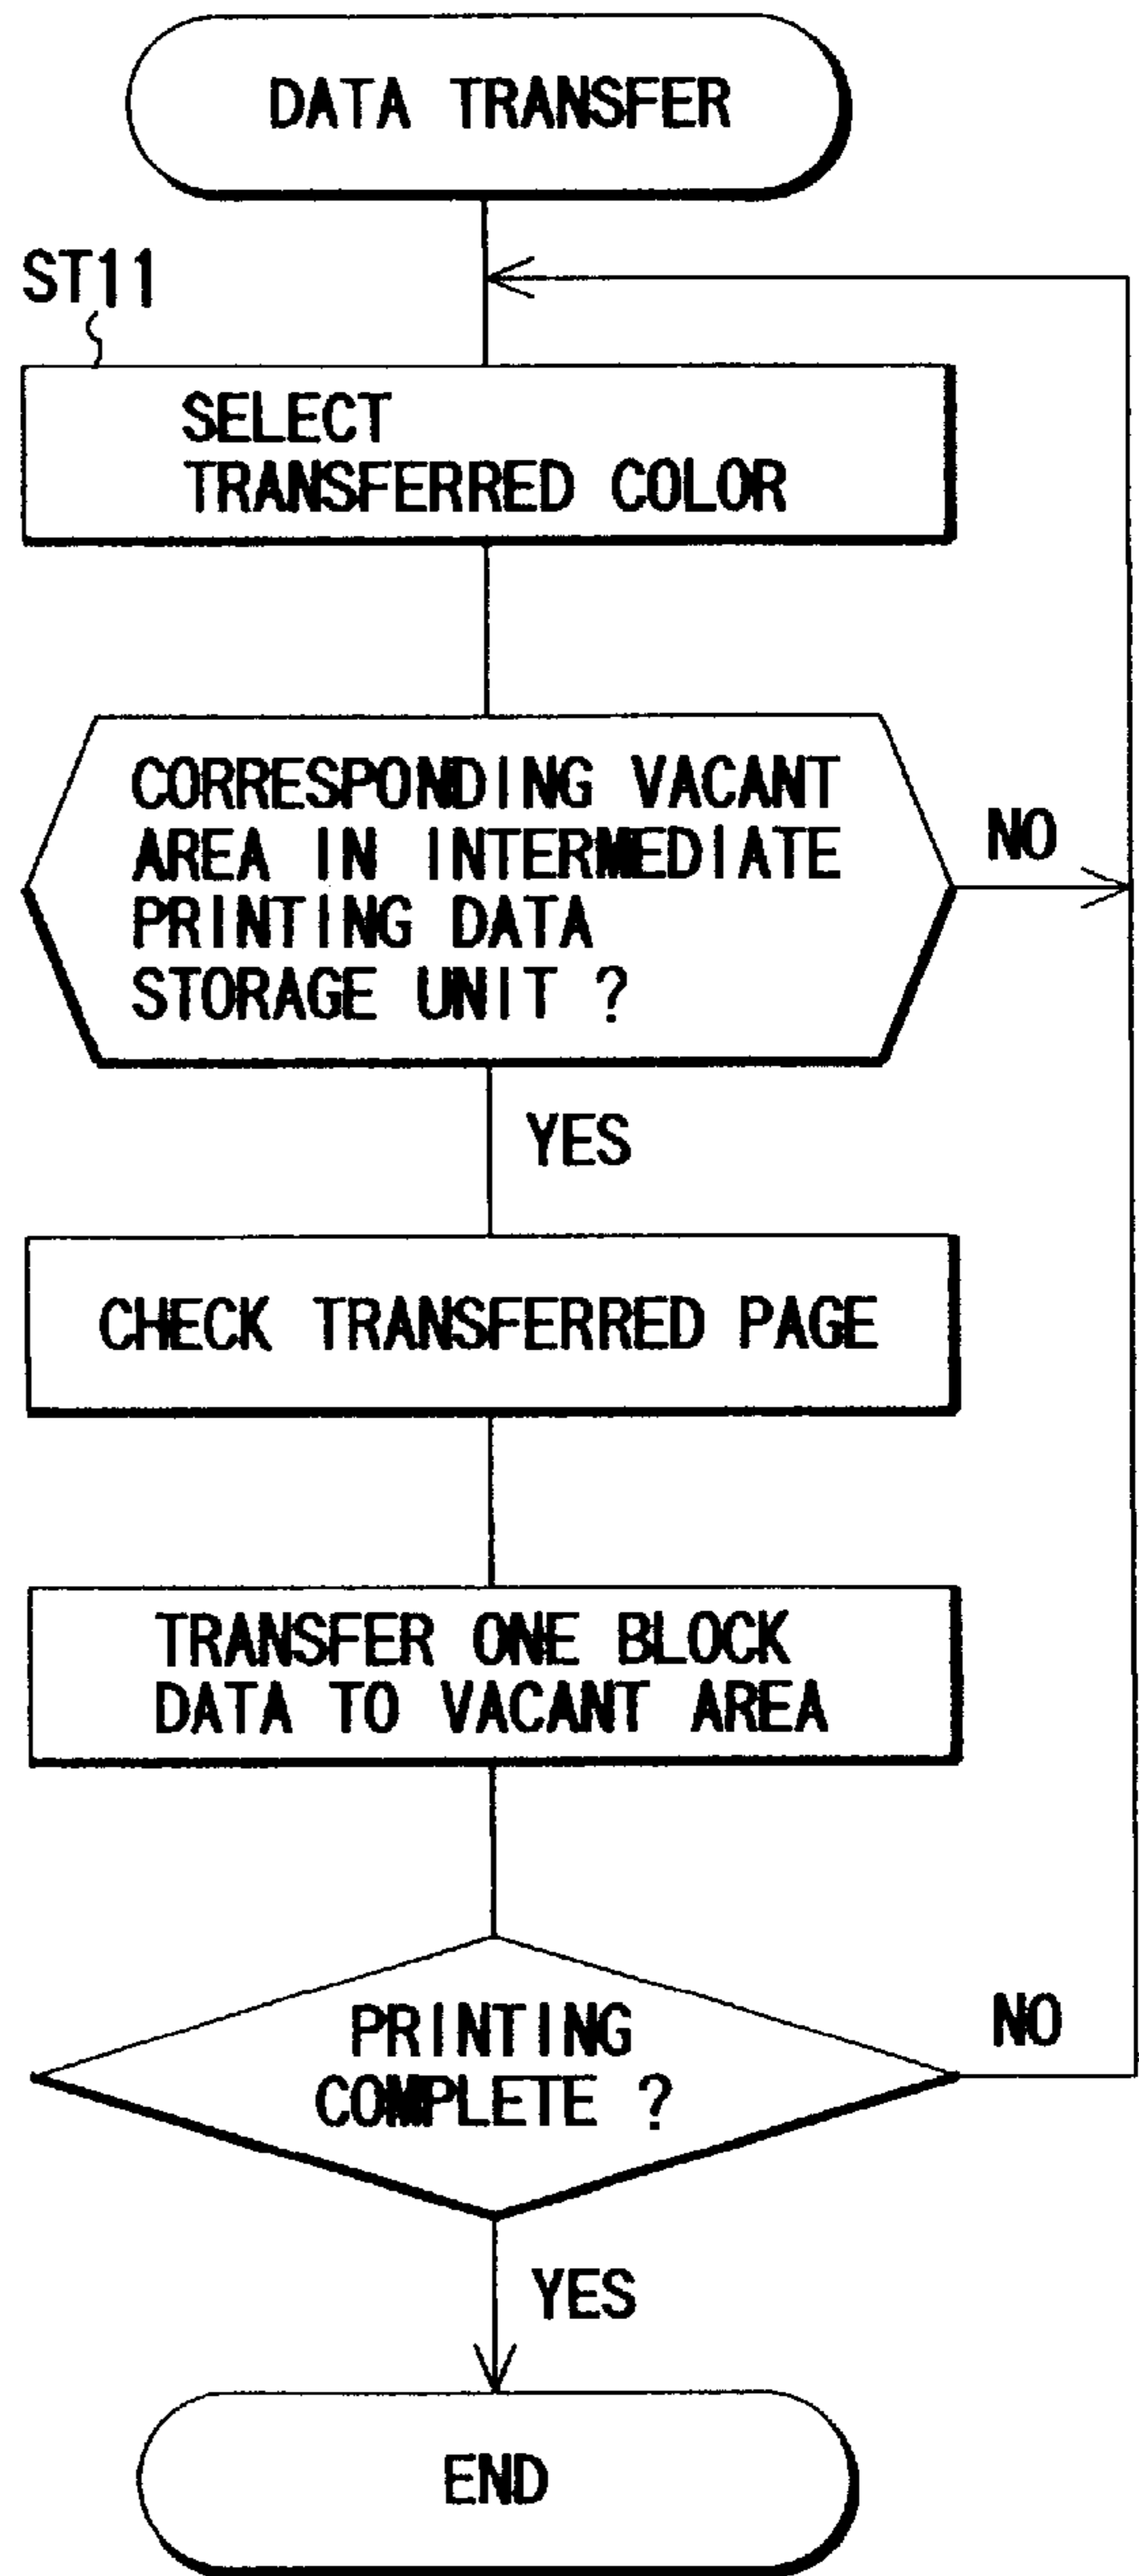 DATA TRANSFER
ST11
SELECT
TRANSFERRED COLOR
CORRESPONDING VACANT
AREA IN INTERMEDIATE
PRINTING DATA
STORAGE UNIT ?
NO
YES
CHECK TRANSFERRED PAGE
TRANSFER ONE BLOCK
DATA TO VACANT AREA
PRINTING
COMPLETE ?
NO
YES
END